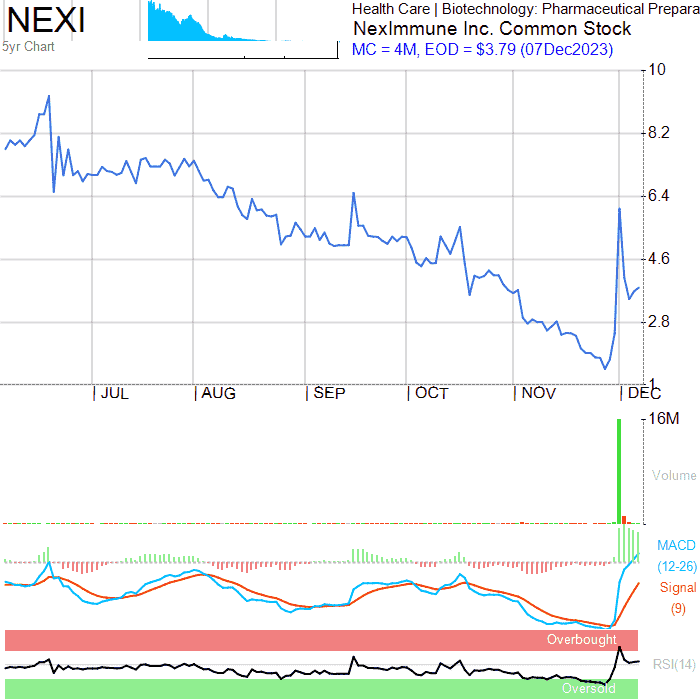 NEXI
5yr Chart
Health Care | Biotechnology: Pharmaceutical Prepara
NexImmune Inc. Common Stock
MC = 4M, EOD = $3.79 (07Dec2023)
10
8.2
6.4
4.6
2.8
1
JUL AUG SEP OCT NOV DEC
16M
Volume
MACD
(12-26)
Signal
(9)
Overbought
RSI(14)
Oversold